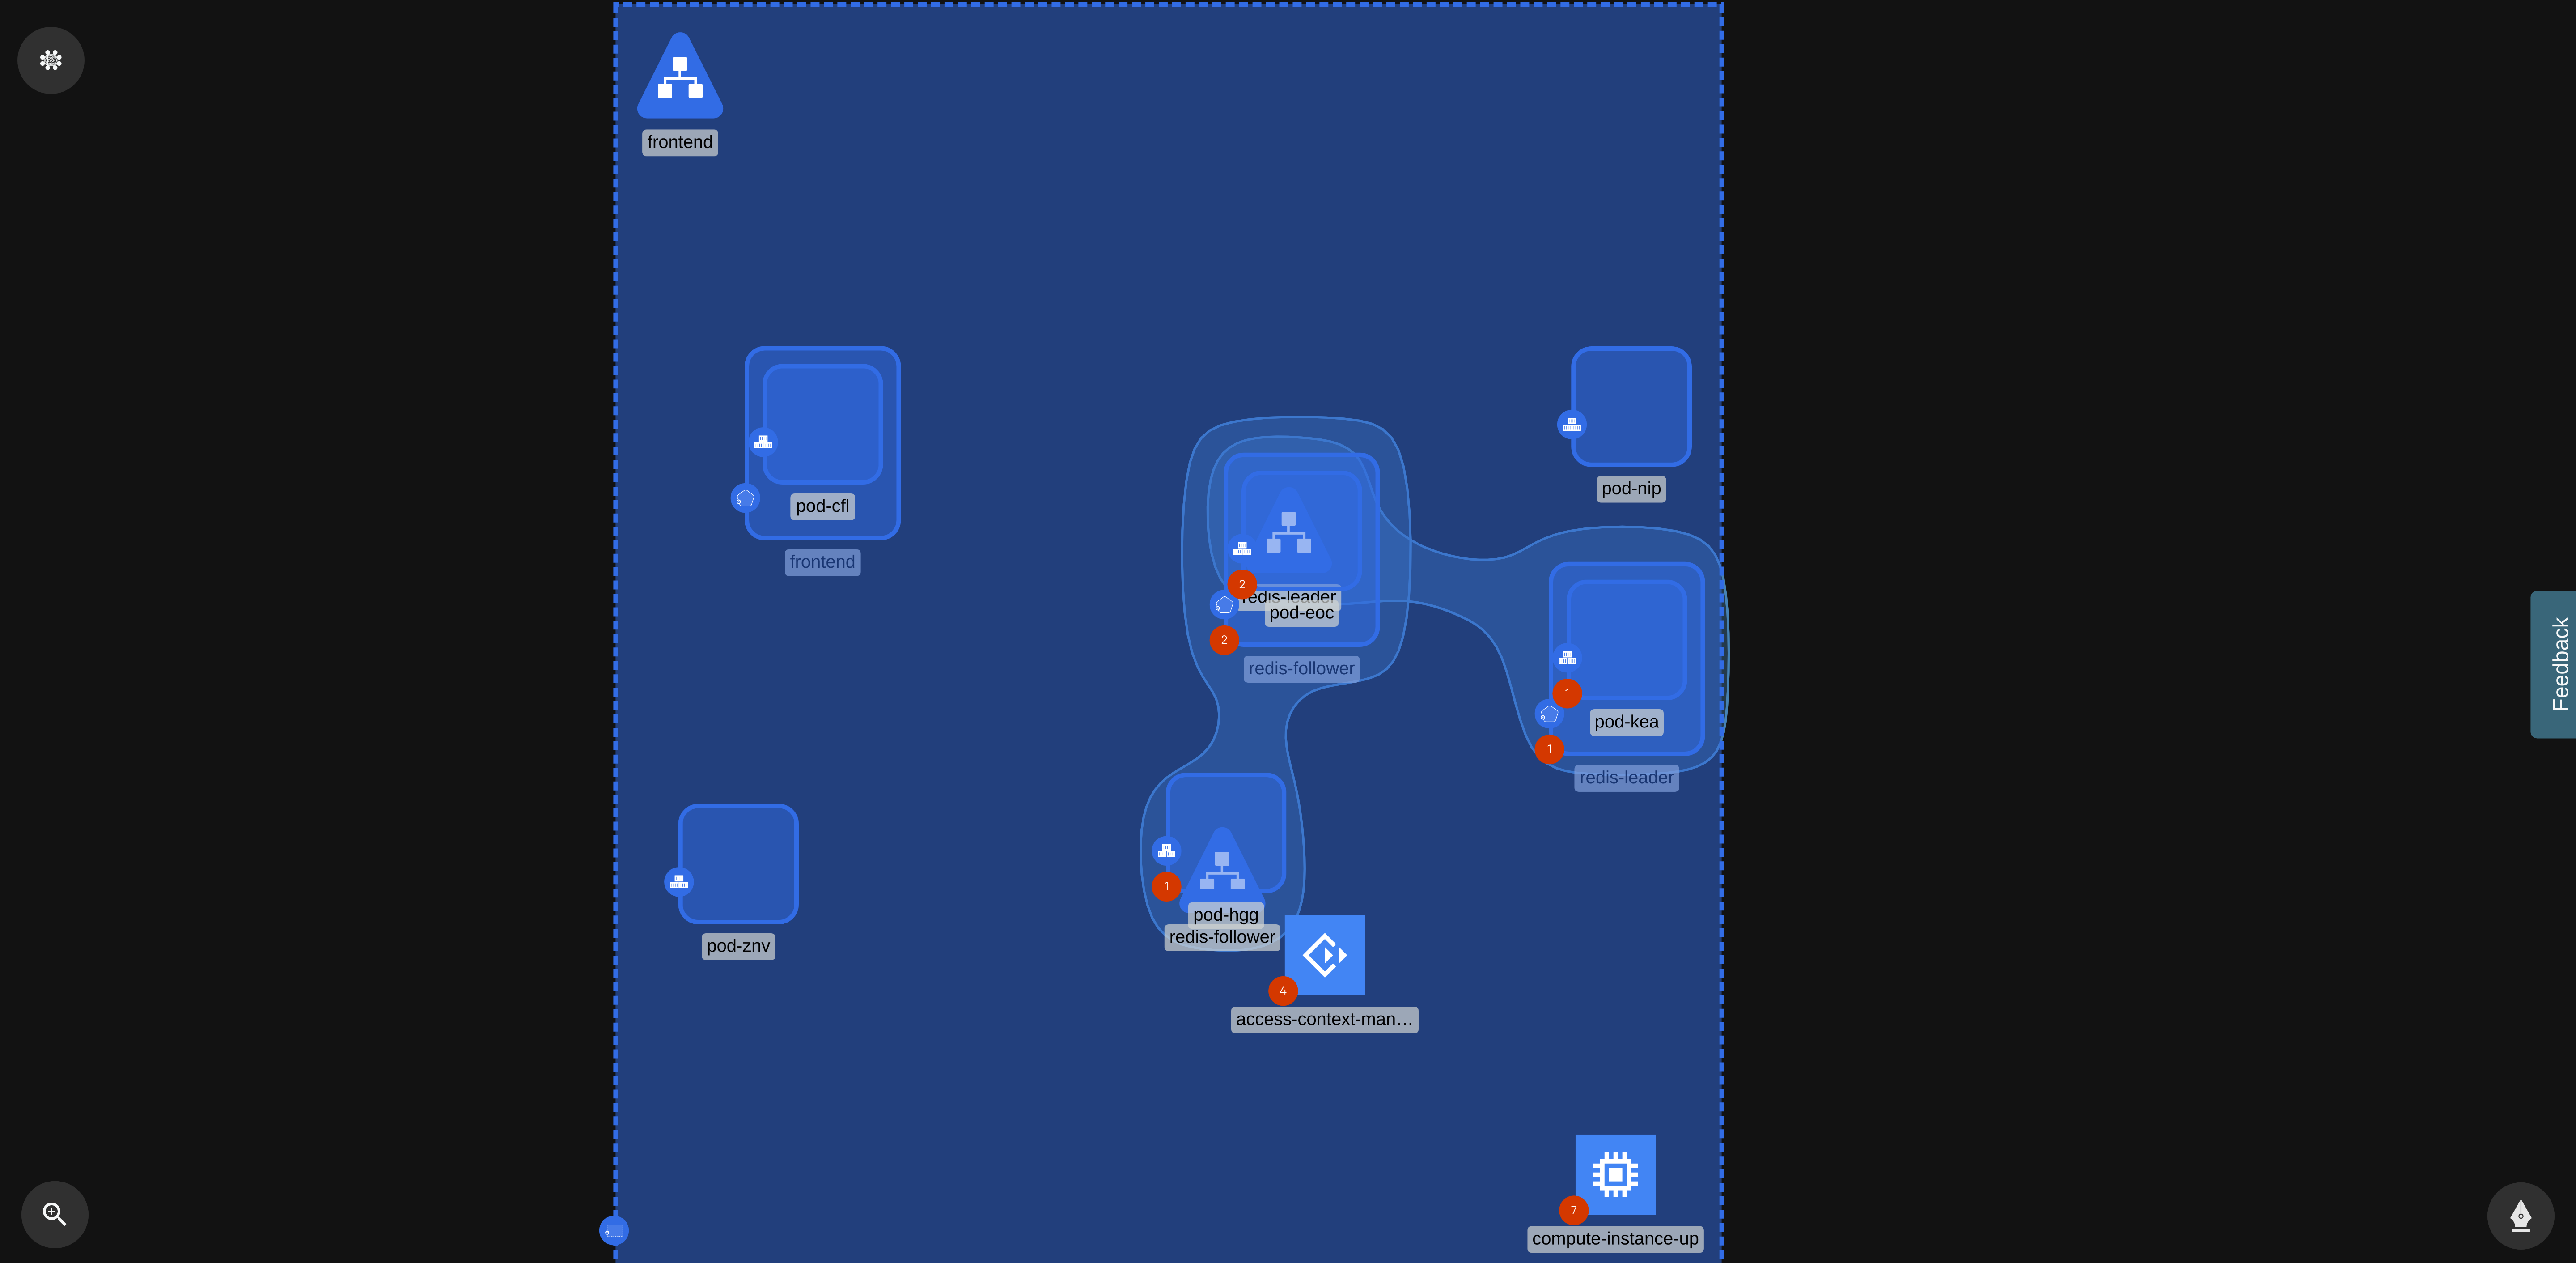 frontend
pod-cfl
frontend
pod-nip
2
redis-leader
pod-eoc
2
redis-follower
1
pod-kea
1
redis-leader
1
pod-hgg
redis-follower
pod-znv
4
access-context-man…
7
compute-instance-up
Feedback